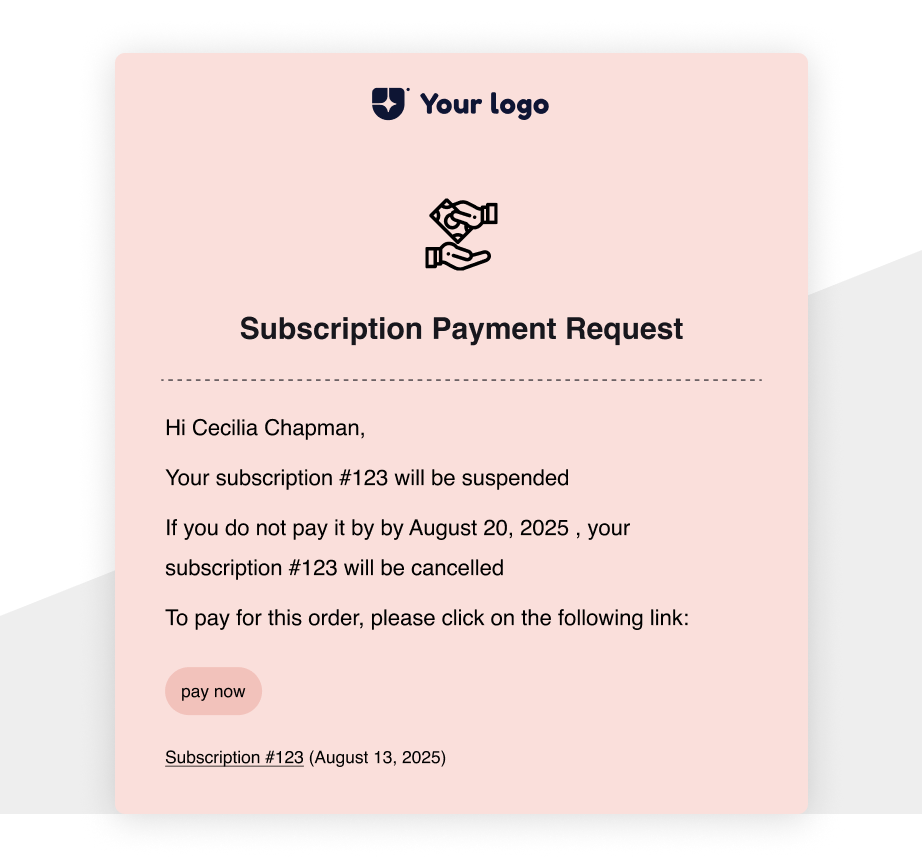 Your logo
Subscription Payment Request
Hi Cecilia Chapman,
Your subscription #123 will be suspended
If you do not pay it by by August 20, 2025 , your
subscription #123 will be cancelled
To pay for this order, please click on the following link:
pay now
Subscription #123 (August 13, 2025)